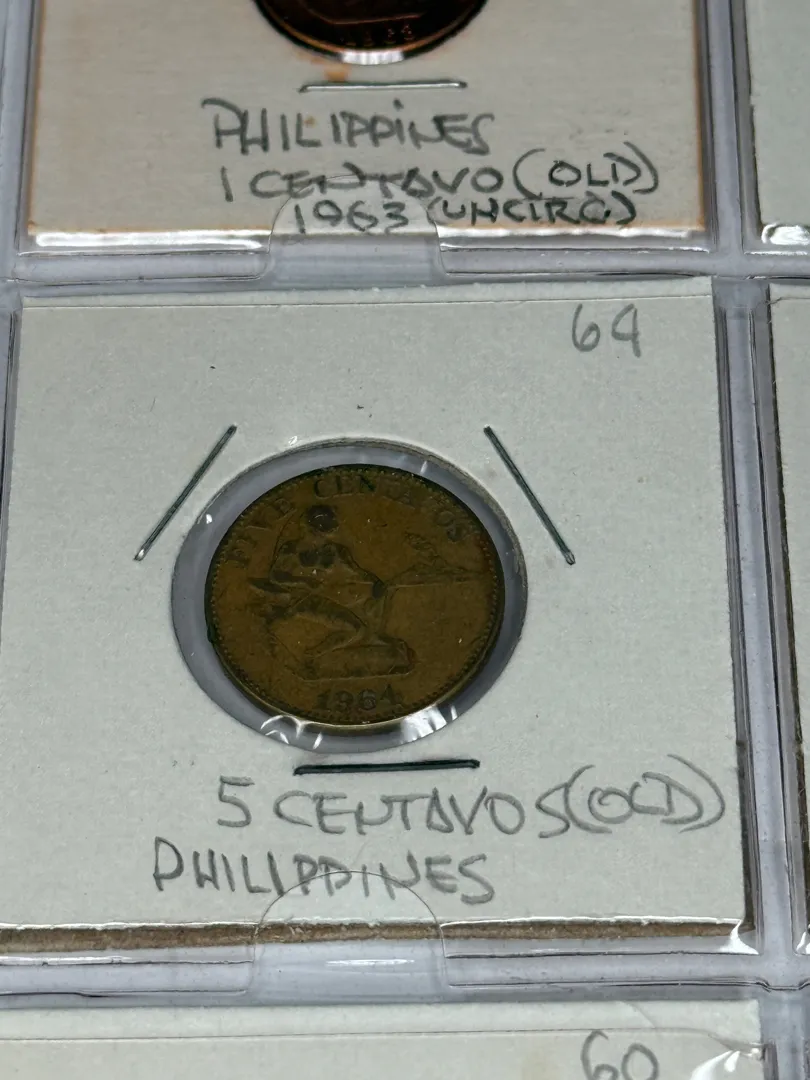 PHILIPPINES
1 CENTAVO (OLD)
1963 (UNCIRC)
64
FIVE CENTAVOS
1964
5 CENTAVOS (OLD)
PHILIPPINES
60